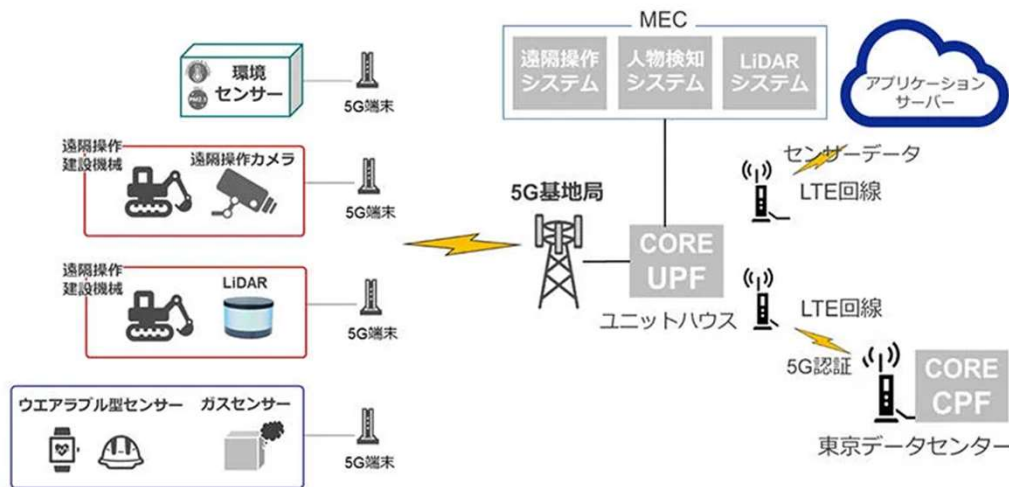 環境
センサー
PM2.5
5G端末
遠隔操作
建設機械
遠隔操作カメラ
5G端末
遠隔操作
建設機械
LiDAR
5G端末
ウエアラブル型センサー
ガスセンサー
5G端末
MEC
遠隔操作
システム
人物検知
システム
LiDAR
システム
アプリケーション
サーバー
センサーデータ
LTE回線
5G基地局
CORE
UPF
ユニットハウス
LTE回線
5G認証
CORE
CPF
東京データセンター